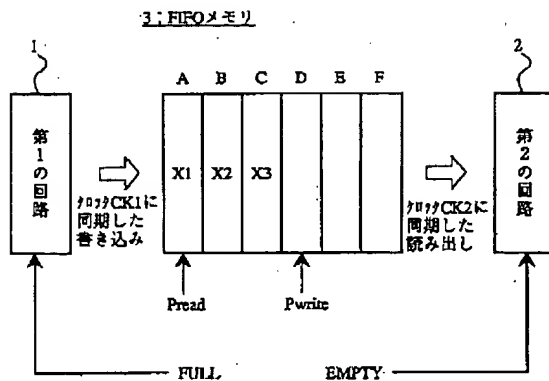 3:FIFOメモリ
1
2
A B C D E F
第1の回路
クロックCK1に
同期した
書き込み
X1 X2 X3
クロックCK2に
同期した
読み出し
第2の回路
Pread
Pwrite
FULL
EMPTY